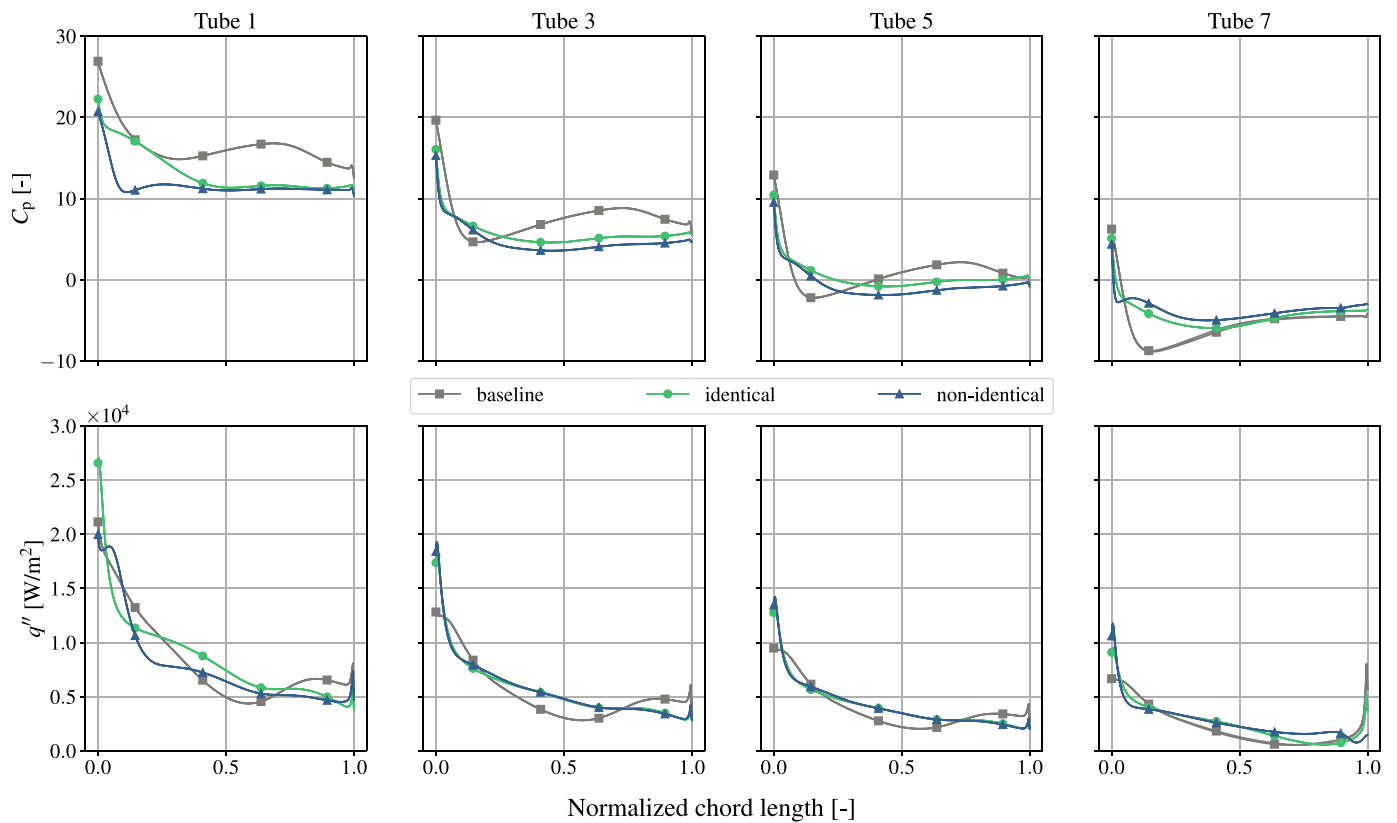 Tube 1 Tube 3 Tube 5 Tube 7
30
20
10
0
−10
C_p [-]
baseline identical non-identical
×10⁴
3.0
2.5
2.0
1.5
1.0
0.5
0.0
q″ [W/m²]
0.0 0.5 1.0 0.0 0.5 1.0 0.0 0.5 1.0 0.0 0.5 1.0
Normalized chord length [-]